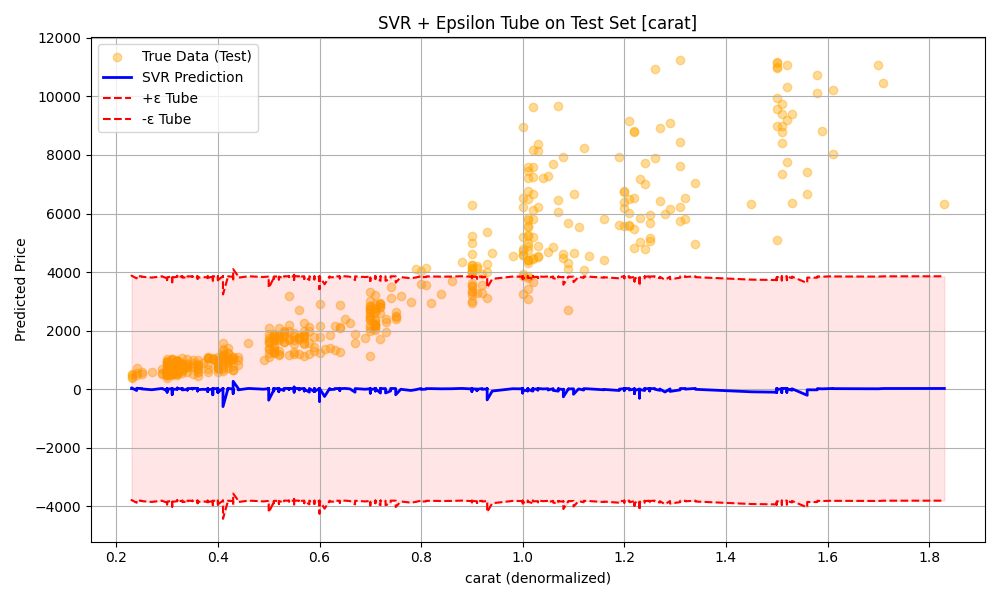 SVR + Epsilon Tube on Test Set [carat]
12000
10000
8000
6000
4000
2000
0
−2000
−4000
Predicted Price
True Data (Test)
SVR Prediction
+ε Tube
-ε Tube
0.2 0.4 0.6 0.8 1.0 1.2 1.4 1.6 1.8
carat (denormalized)